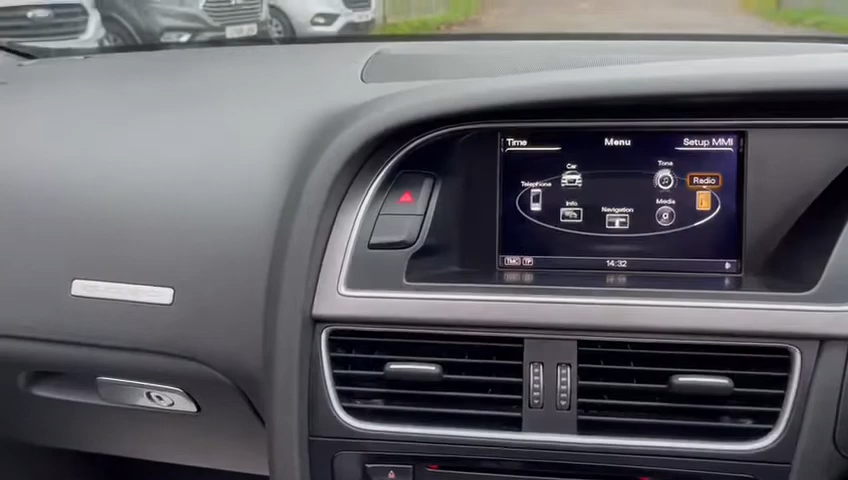 Time Menu Setup MMI
Car Tone
Telephone Radio
Info Navigation Media
TMC TP 14:32